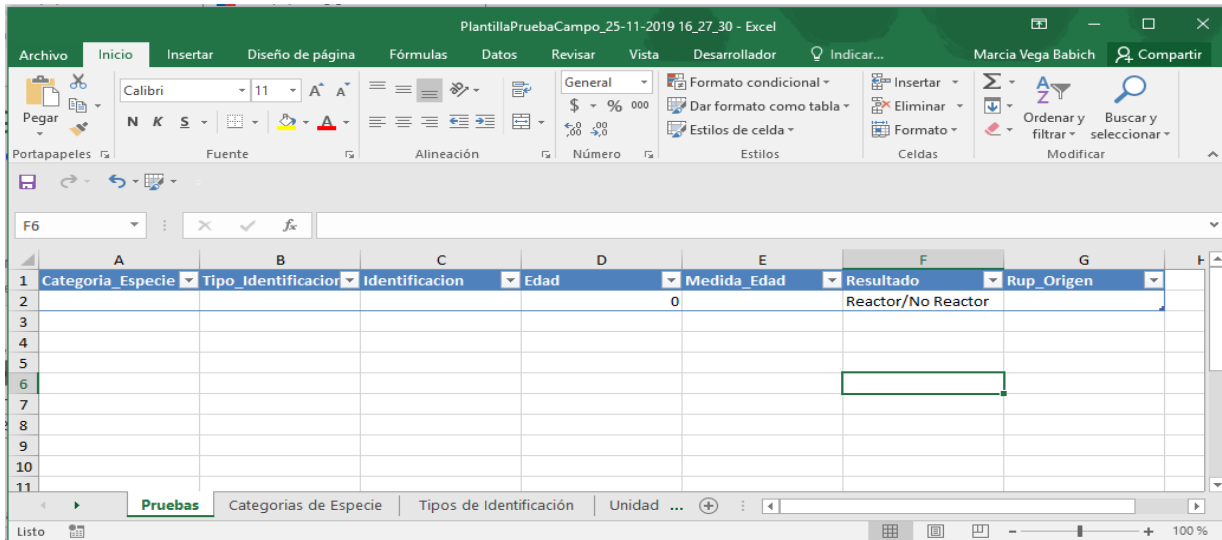 PlantillaPruebaCampo_25-11-2019 16_27_30 - Excel
Archivo Inicio Insertar Diseño de página Fórmulas Datos Revisar Vista Desarrollador Indicar... Marcia Vega Babich Compartir
Pegar
Calibri 11
N K S
General
$ % 000
Formato condicional
Dar formato como tabla
Estilos de celda
Insertar
Eliminar
Formato
Ordenar y filtrar
Buscar y seleccionar
Portapapeles Fuente Alineación Número Estilos Celdas Modificar
F6 fx
A B C D E F G H
1 Categoria_Especie Tipo_Identificacion Identificacion Edad Medida_Edad Resultado Rup_Origen
2 0 Reactor/No Reactor
3
4
5
6
7
8
9
10
11
Pruebas Categorias de Especie Tipos de Identificación Unidad ...
Listo 100 %